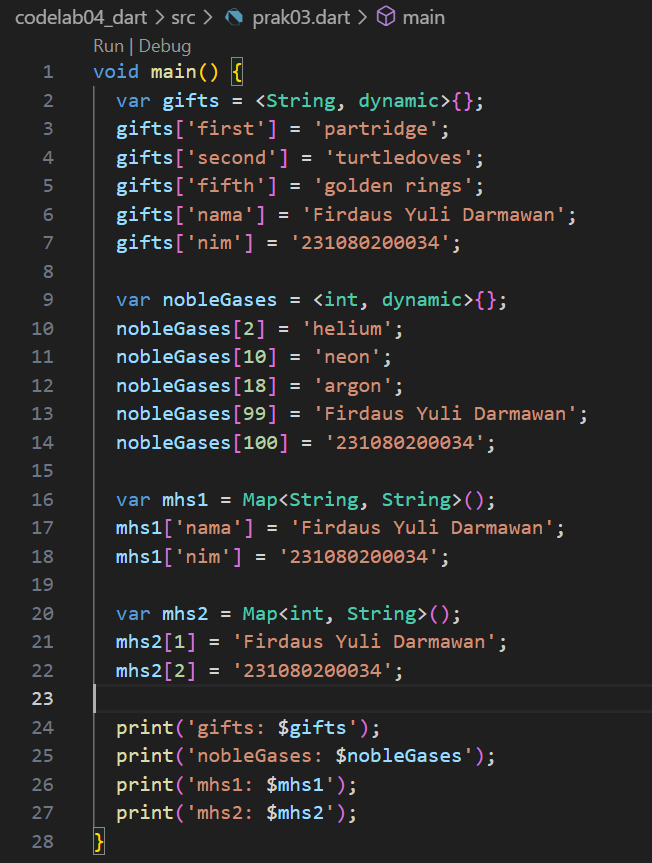 codelab04_dart > src > prak03.dart > main
Run | Debug
1 void main() {
2   var gifts = <String, dynamic>{};
3   gifts['first'] = 'partridge';
4   gifts['second'] = 'turtledoves';
5   gifts['fifth'] = 'golden rings';
6   gifts['nama'] = 'Firdaus Yuli Darmawan';
7   gifts['nim'] = '231080200034';
8
9   var nobleGases = <int, dynamic>{};
10   nobleGases[2] = 'helium';
11   nobleGases[10] = 'neon';
12   nobleGases[18] = 'argon';
13   nobleGases[99] = 'Firdaus Yuli Darmawan';
14   nobleGases[100] = '231080200034';
15
16   var mhs1 = Map<String, String>();
17   mhs1['nama'] = 'Firdaus Yuli Darmawan';
18   mhs1['nim'] = '231080200034';
19
20   var mhs2 = Map<int, String>();
21   mhs2[1] = 'Firdaus Yuli Darmawan';
22   mhs2[2] = '231080200034';
23
24   print('gifts: $gifts');
25   print('nobleGases: $nobleGases');
26   print('mhs1: $mhs1');
27   print('mhs2: $mhs2');
28 }